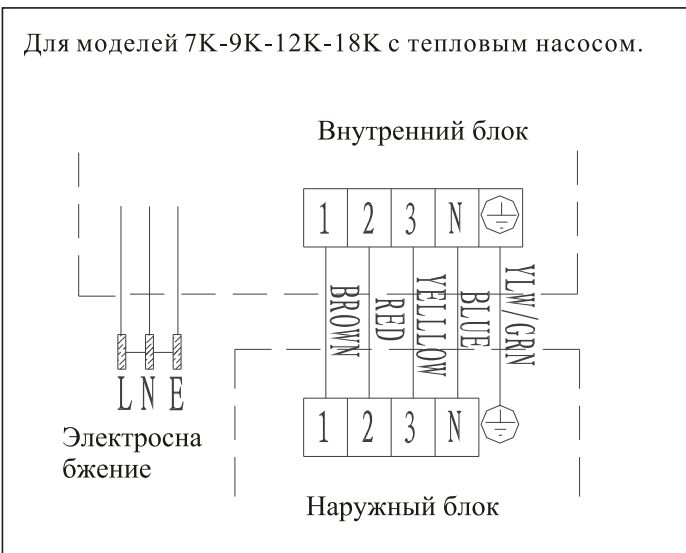 Для моделей 7K-9K-12K-18K с тепловым насосом.
Внутренний блок
1 2 3 N
BROWN
RED
YELLLOW
BLUE
YLW/GRN
L N E
Электросна
бжение
1 2 3 N
Наружный блок